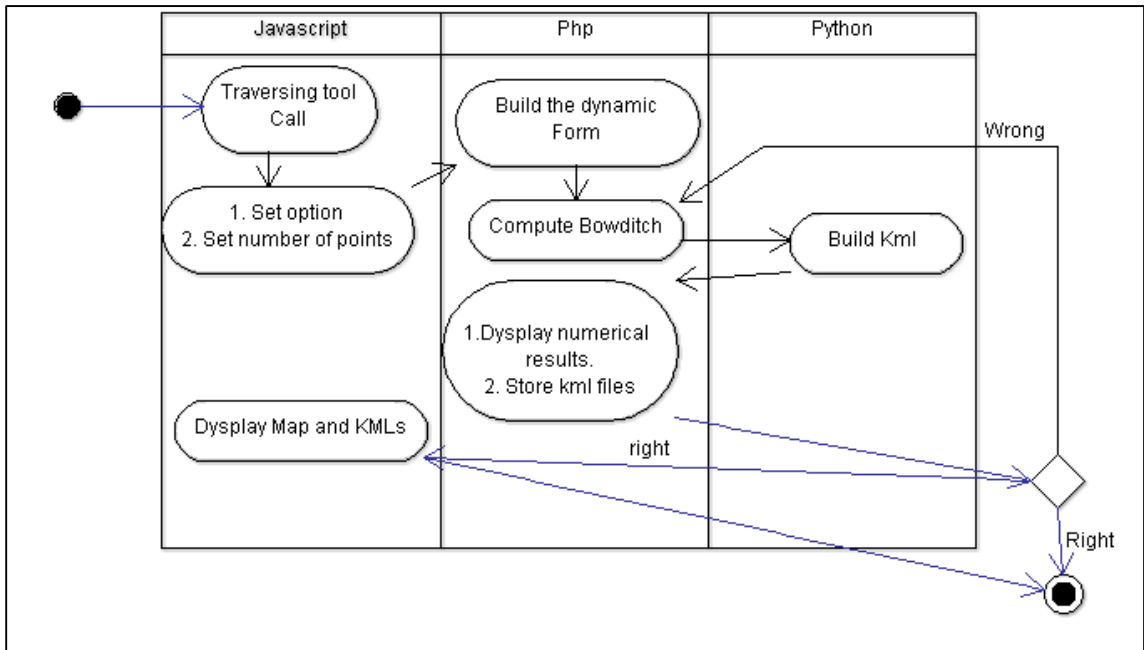 Javascript
Php
Python
Traversing tool
Call
Build the dynamic
Form
Wrong
1. Set option
2. Set number of points
Compute Bowditch
Build Kml
1.Dysplay numerical
results.
2. Store kml files
Dysplay Map and KMLs
right
Right